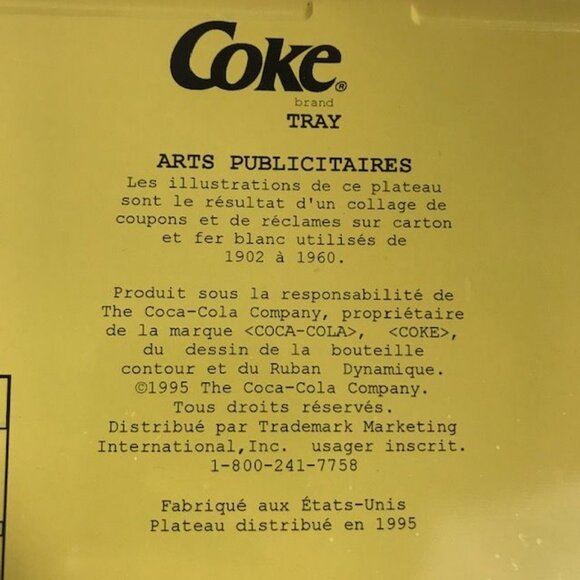 Coke®
brand
TRAY
ARTS PUBLICITAIRES
Les illustrations de ce plateau
sont le résultat d'un collage de
coupons et de réclames sur carton
et fer blanc utilisés de
1902 à 1960.
Produit sous la responsabilité de
The Coca-Cola Company, propriétaire
de la marque <COCA-COLA>, <COKE>,
du dessin de la bouteille
contour et du Ruban Dynamique.
©1995 The Coca-Cola Company.
Tous droits réservés.
Distribué par Trademark Marketing
International,Inc. usager inscrit.
1-800-241-7758
Fabriqué aux États-Unis
Plateau distribué en 1995